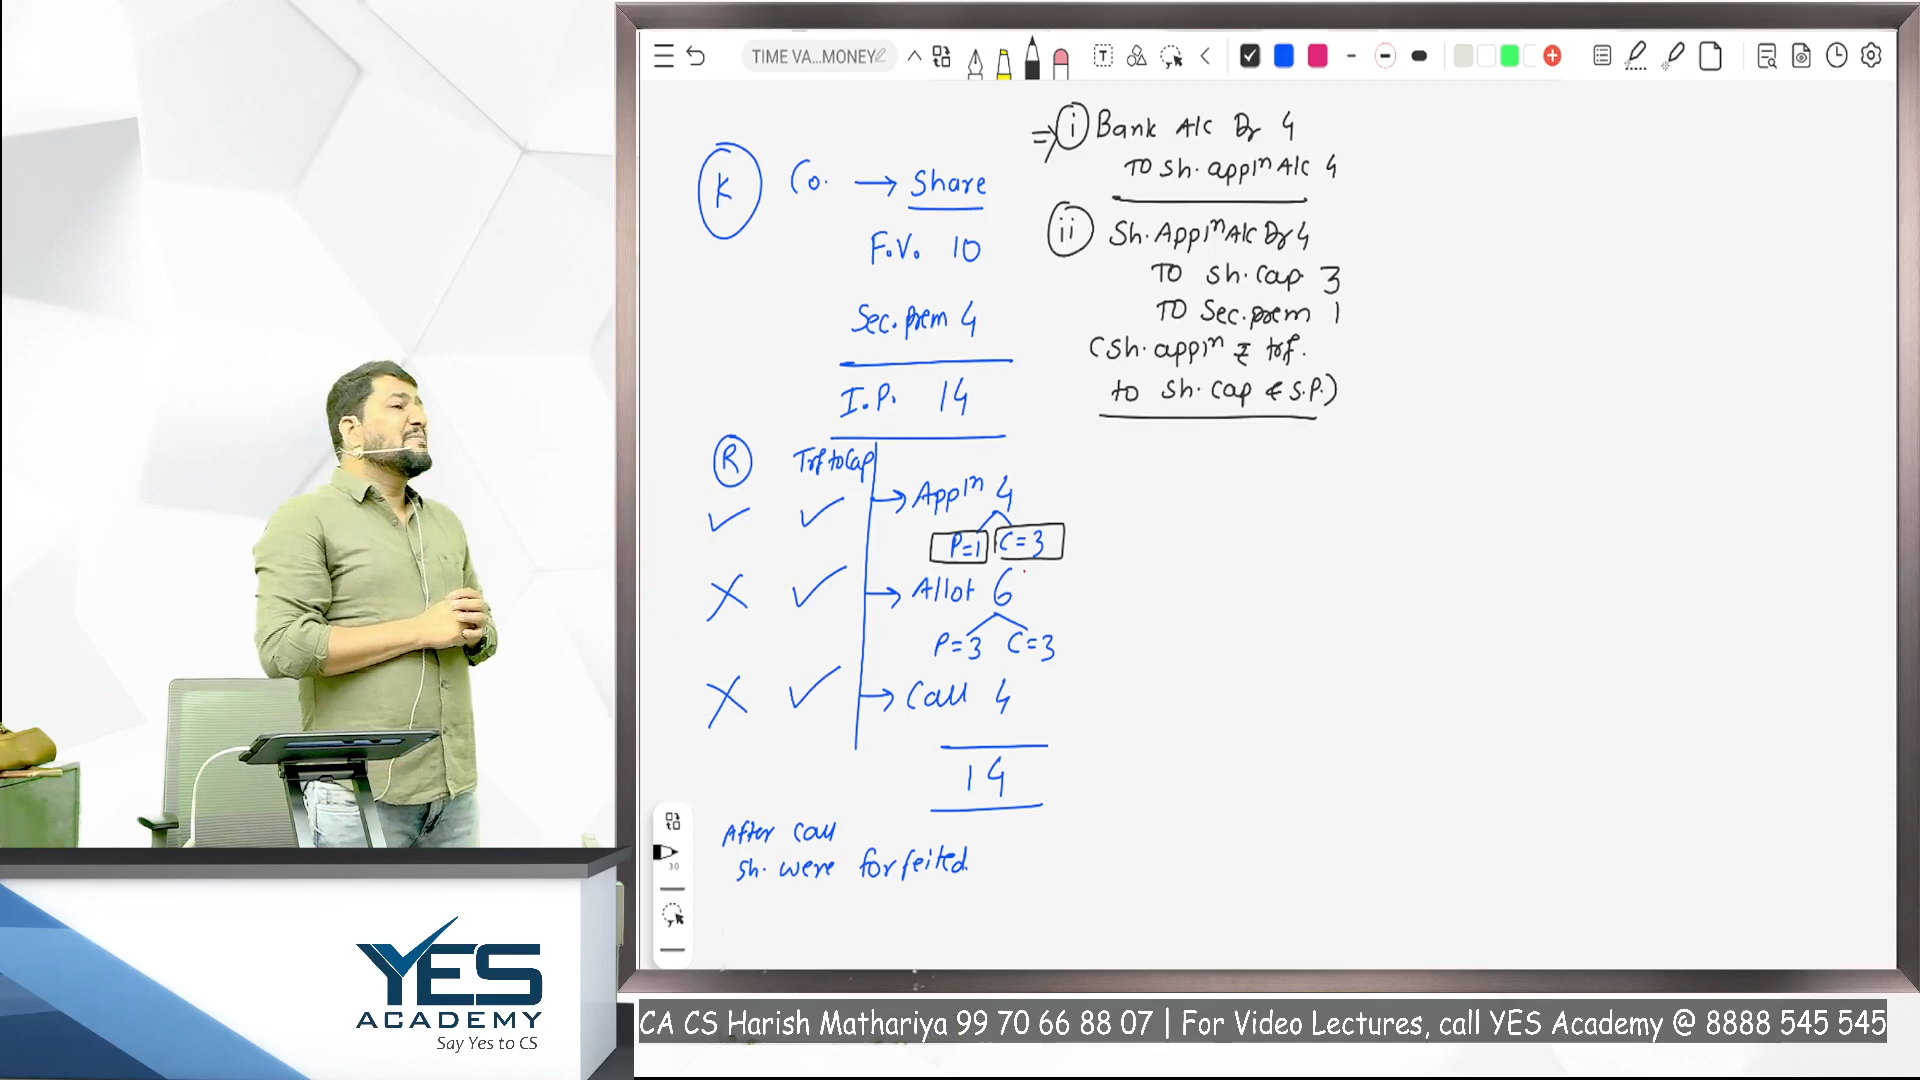 TIME VA...MONEY
K Co. → Share
F.V. 10
Sec. prem 4
I.P. 14
R Trf to Cap
→ Appln 4
P=1 C=3
→ Allot 6
P=3 C=3
→ Call 4
14
After Call
Sh. were forfeited.
⇒ i Bank A/c Dr 4
TO Sh. appln A/c 4
ii Sh. Appln A/c Dr 4
TO Sh. Cap 3
TO Sec. prem 1
(Sh. appln ₹ trf.
to Sh. Cap & S.P.)
30
YES
ACADEMY
Say Yes to CS
CA CS Harish Mathariya 99 70 66 88 07 | For Video Lectures, call YES Academy @ 8888 545 545